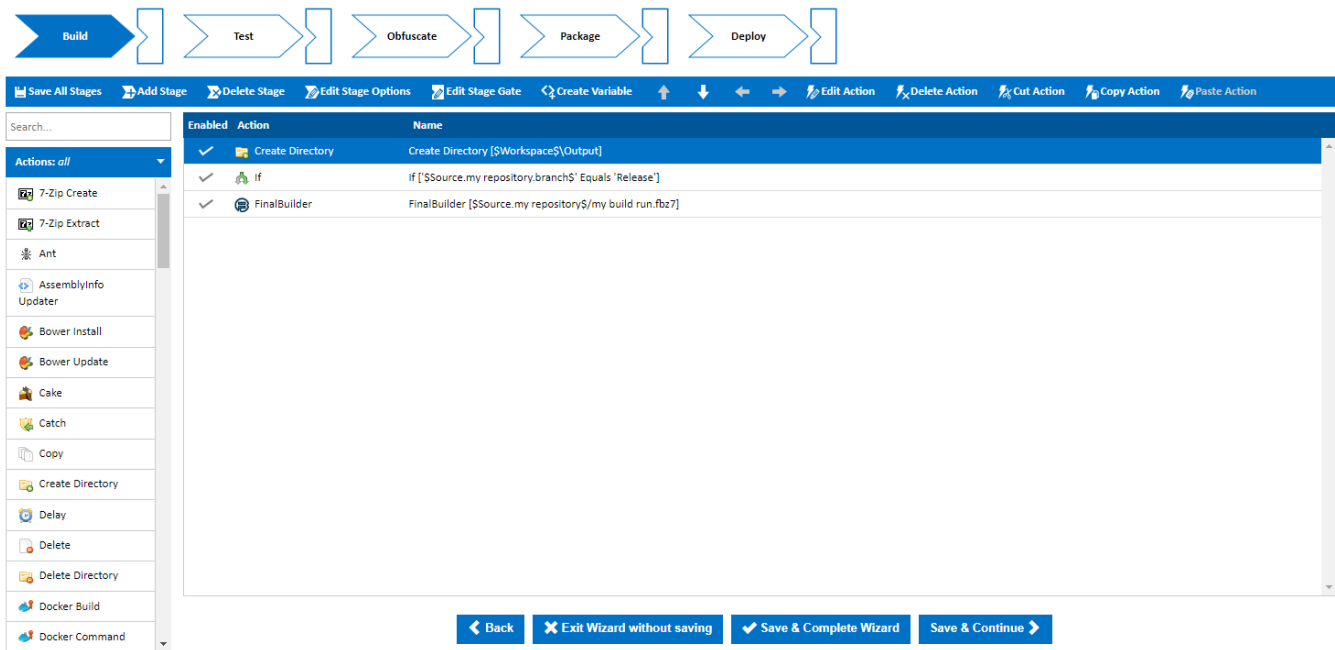 Build
Test
Obfuscate
Package
Deploy
Save All Stages Add Stage Delete Stage Edit Stage Options Edit Stage Gate Create Variable Edit Action Delete Action Cut Action Copy Action Paste Action
Search...
Enabled Action Name
Actions: all
Create Directory Create Directory [$Workspace$\Output]
If If ['$Source.my repository.branch$' Equals 'Release']
FinalBuilder FinalBuilder [$Source.my repository$/my build run.fbz7]
7-Zip Create
7-Zip Extract
Ant
AssemblyInfo
Updater
Bower Install
Bower Update
Cake
Catch
Copy
Create Directory
Delay
Delete
Delete Directory
Docker Build
Docker Command
Back Exit Wizard without saving Save & Complete Wizard Save & Continue